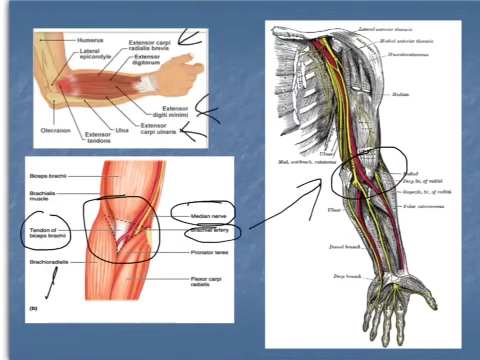 Humerus
Lateral
epicondyle
Extensor carpi
radialis brevis
Extensor
digitorum
Extensor
digiti minimi
Extensor
carpi ulnaris
Olecranon
Ulna
Extensor
tendons
Biceps brachii
Brachialis
muscle
Tendon of
biceps brachii
Brachioradialis
(b)
Median nerve
Brachial artery
Pronator teres
Flexor carpi
radialis
Lateral anterior thoracic
Medial anterior thoracic
Musculocutaneous
Median
Ulnar
Med. antibrach. cutaneous
Radial
Deep br. of radial
Superfic. br. of radial
Volar interosseous
Ulnar
Dorsal branch
Deep branch